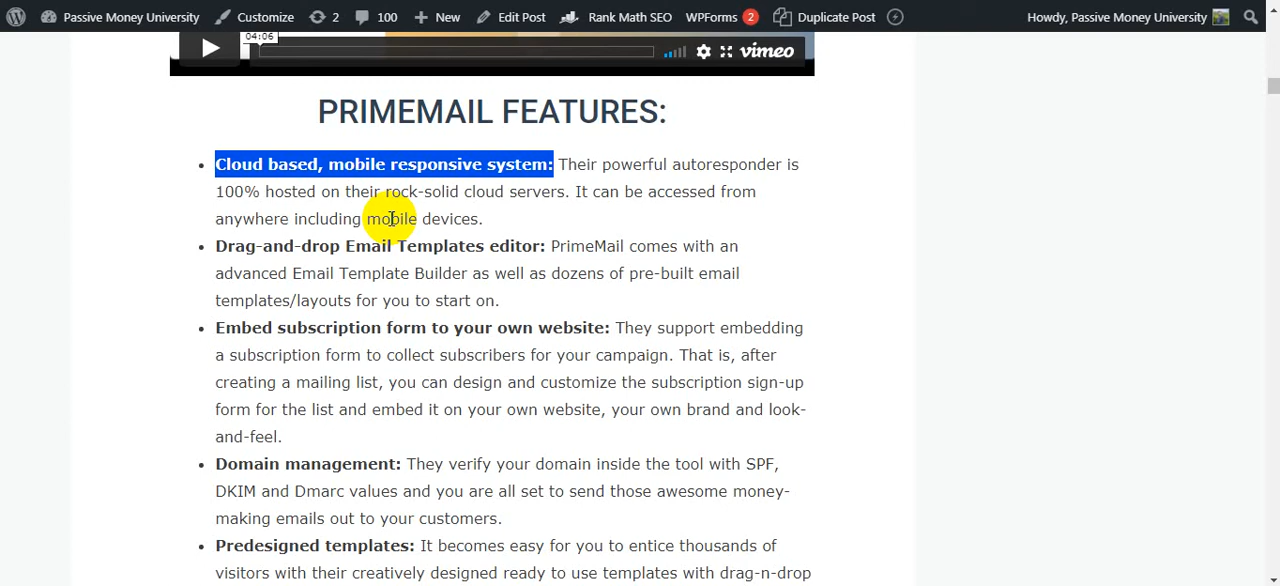 Passive Money University Customize 2 100 New Edit Post Rank Math SEO WPForms 2 Duplicate Post Howdy, Passive Money University
04:06
vimeo
PRIMEMAIL FEATURES:
• Cloud based, mobile responsive system: Their powerful autoresponder is
100% hosted on their rock-solid cloud servers. It can be accessed from
anywhere including mobile devices.
• Drag-and-drop Email Templates editor: PrimeMail comes with an
advanced Email Template Builder as well as dozens of pre-built email
templates/layouts for you to start on.
• Embed subscription form to your own website: They support embedding
a subscription form to collect subscribers for your campaign. That is, after
creating a mailing list, you can design and customize the subscription sign-up
form for the list and embed it on your own website, your own brand and look-
and-feel.
• Domain management: They verify your domain inside the tool with SPF,
DKIM and Dmarc values and you are all set to send those awesome money-
making emails out to your customers.
• Predesigned templates: It becomes easy for you to entice thousands of
visitors with their creatively designed ready to use templates with drag-n-drop